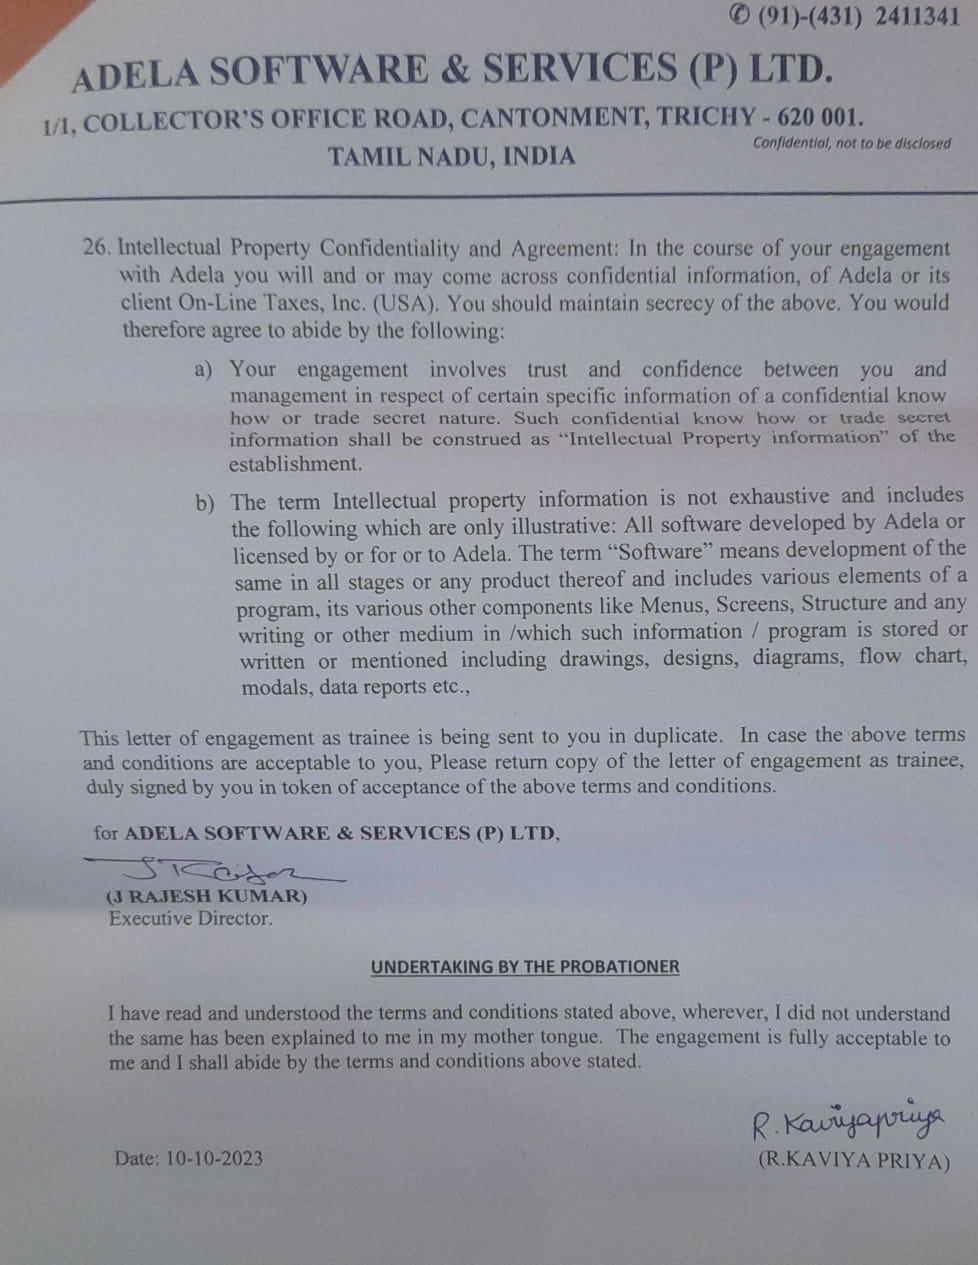 ✆ (91)-(431) 2411341
ADELA SOFTWARE & SERVICES (P) LTD.
1/1, COLLECTOR'S OFFICE ROAD, CANTONMENT, TRICHY - 620 001.
Confidential, not to be disclosed
TAMIL NADU, INDIA
26. Intellectual Property Confidentiality and Agreement: In the course of your engagement
with Adela you will and or may come across confidential information, of Adela or its
client On-Line Taxes, Inc. (USA). You should maintain secrecy of the above. You would
therefore agree to abide by the following:
a) Your engagement involves trust and confidence between you and
management in respect of certain specific information of a confidential know
how or trade secret nature. Such confidential know how or trade secret
information shall be construed as “Intellectual Property information” of the
establishment.
b) The term Intellectual property information is not exhaustive and includes
the following which are only illustrative: All software developed by Adela or
licensed by or for or to Adela. The term “Software” means development of the
same in all stages or any product thereof and includes various elements of a
program, its various other components like Menus, Screens, Structure and any
writing or other medium in /which such information / program is stored or
written or mentioned including drawings, designs, diagrams, flow chart,
modals, data reports etc.,
This letter of engagement as trainee is being sent to you in duplicate. In case the above terms
and conditions are acceptable to you, Please return copy of the letter of engagement as trainee,
duly signed by you in token of acceptance of the above terms and conditions.
for ADELA SOFTWARE & SERVICES (P) LTD,
(J RAJESH KUMAR)
Executive Director.
UNDERTAKING BY THE PROBATIONER
I have read and understood the terms and conditions stated above, wherever, I did not understand
the same has been explained to me in my mother tongue. The engagement is fully acceptable to
me and I shall abide by the terms and conditions above stated.
R. Kaviyapriya
Date: 10-10-2023
(R.KAVIYA PRIYA)